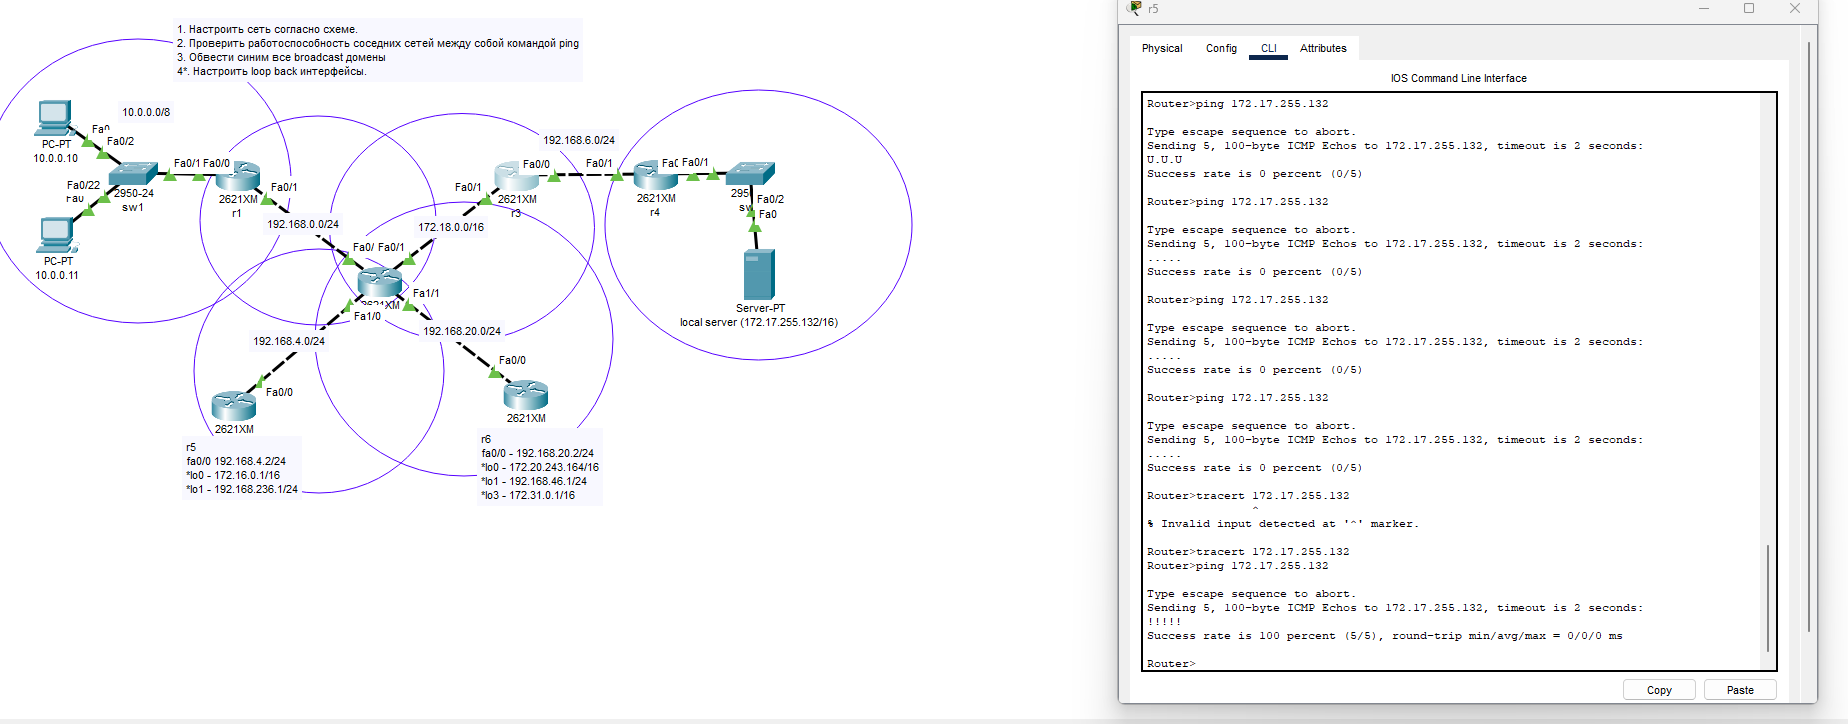 1. Настроить сеть согласно схеме.
2. Проверить работоспособность соседних сетей между собой командой ping
3. Обвести синим все broadcast домены
4*. Настроить loop back интерфейсы.
10.0.0.0/8
Fa0/2
PC-PT
10.0.0.10
Fa0/1 Fa0/0
Fa0/22
2950-24
sw1
PC-PT
10.0.0.11
2621XM
r1
Fa0/1
192.168.0.0/24
192.168.6.0/24
Fa0/0
Fa0/1
Fa0/1
2621XM
r3
172.18.0.0/16
Fa0/1
2621XM
r4
Fa0/2
Fa0
Server-PT
local server (172.17.255.132/16)
Fa0/ Fa0/1
Fa1/1
Fa1/0
192.168.20.0/24
192.168.4.0/24
Fa0/0
Fa0/0
2621XM
2621XM
r5
fa0/0 192.168.4.2/24
*lo0 - 172.16.0.1/16
*lo1 - 192.168.236.1/24
r6
fa0/0 - 192.168.20.2/24
*lo0 - 172.20.243.164/16
*lo1 - 192.168.46.1/24
*lo3 - 172.31.0.1/16
r5
Physical Config CLI Attributes
IOS Command Line Interface
Router>ping 172.17.255.132
Type escape sequence to abort.
Sending 5, 100-byte ICMP Echos to 172.17.255.132, timeout is 2 seconds:
U.U.U
Success rate is 0 percent (0/5)
Router>ping 172.17.255.132
Type escape sequence to abort.
Sending 5, 100-byte ICMP Echos to 172.17.255.132, timeout is 2 seconds:
.....
Success rate is 0 percent (0/5)
Router>ping 172.17.255.132
Type escape sequence to abort.
Sending 5, 100-byte ICMP Echos to 172.17.255.132, timeout is 2 seconds:
.....
Success rate is 0 percent (0/5)
Router>ping 172.17.255.132
Type escape sequence to abort.
Sending 5, 100-byte ICMP Echos to 172.17.255.132, timeout is 2 seconds:
.....
Success rate is 0 percent (0/5)
Router>tracert 172.17.255.132
^
% Invalid input detected at '^' marker.
Router>tracert 172.17.255.132
Router>ping 172.17.255.132
Type escape sequence to abort.
Sending 5, 100-byte ICMP Echos to 172.17.255.132, timeout is 2 seconds:
!!!!!
Success rate is 100 percent (5/5), round-trip min/avg/max = 0/0/0 ms
Router>
Copy Paste